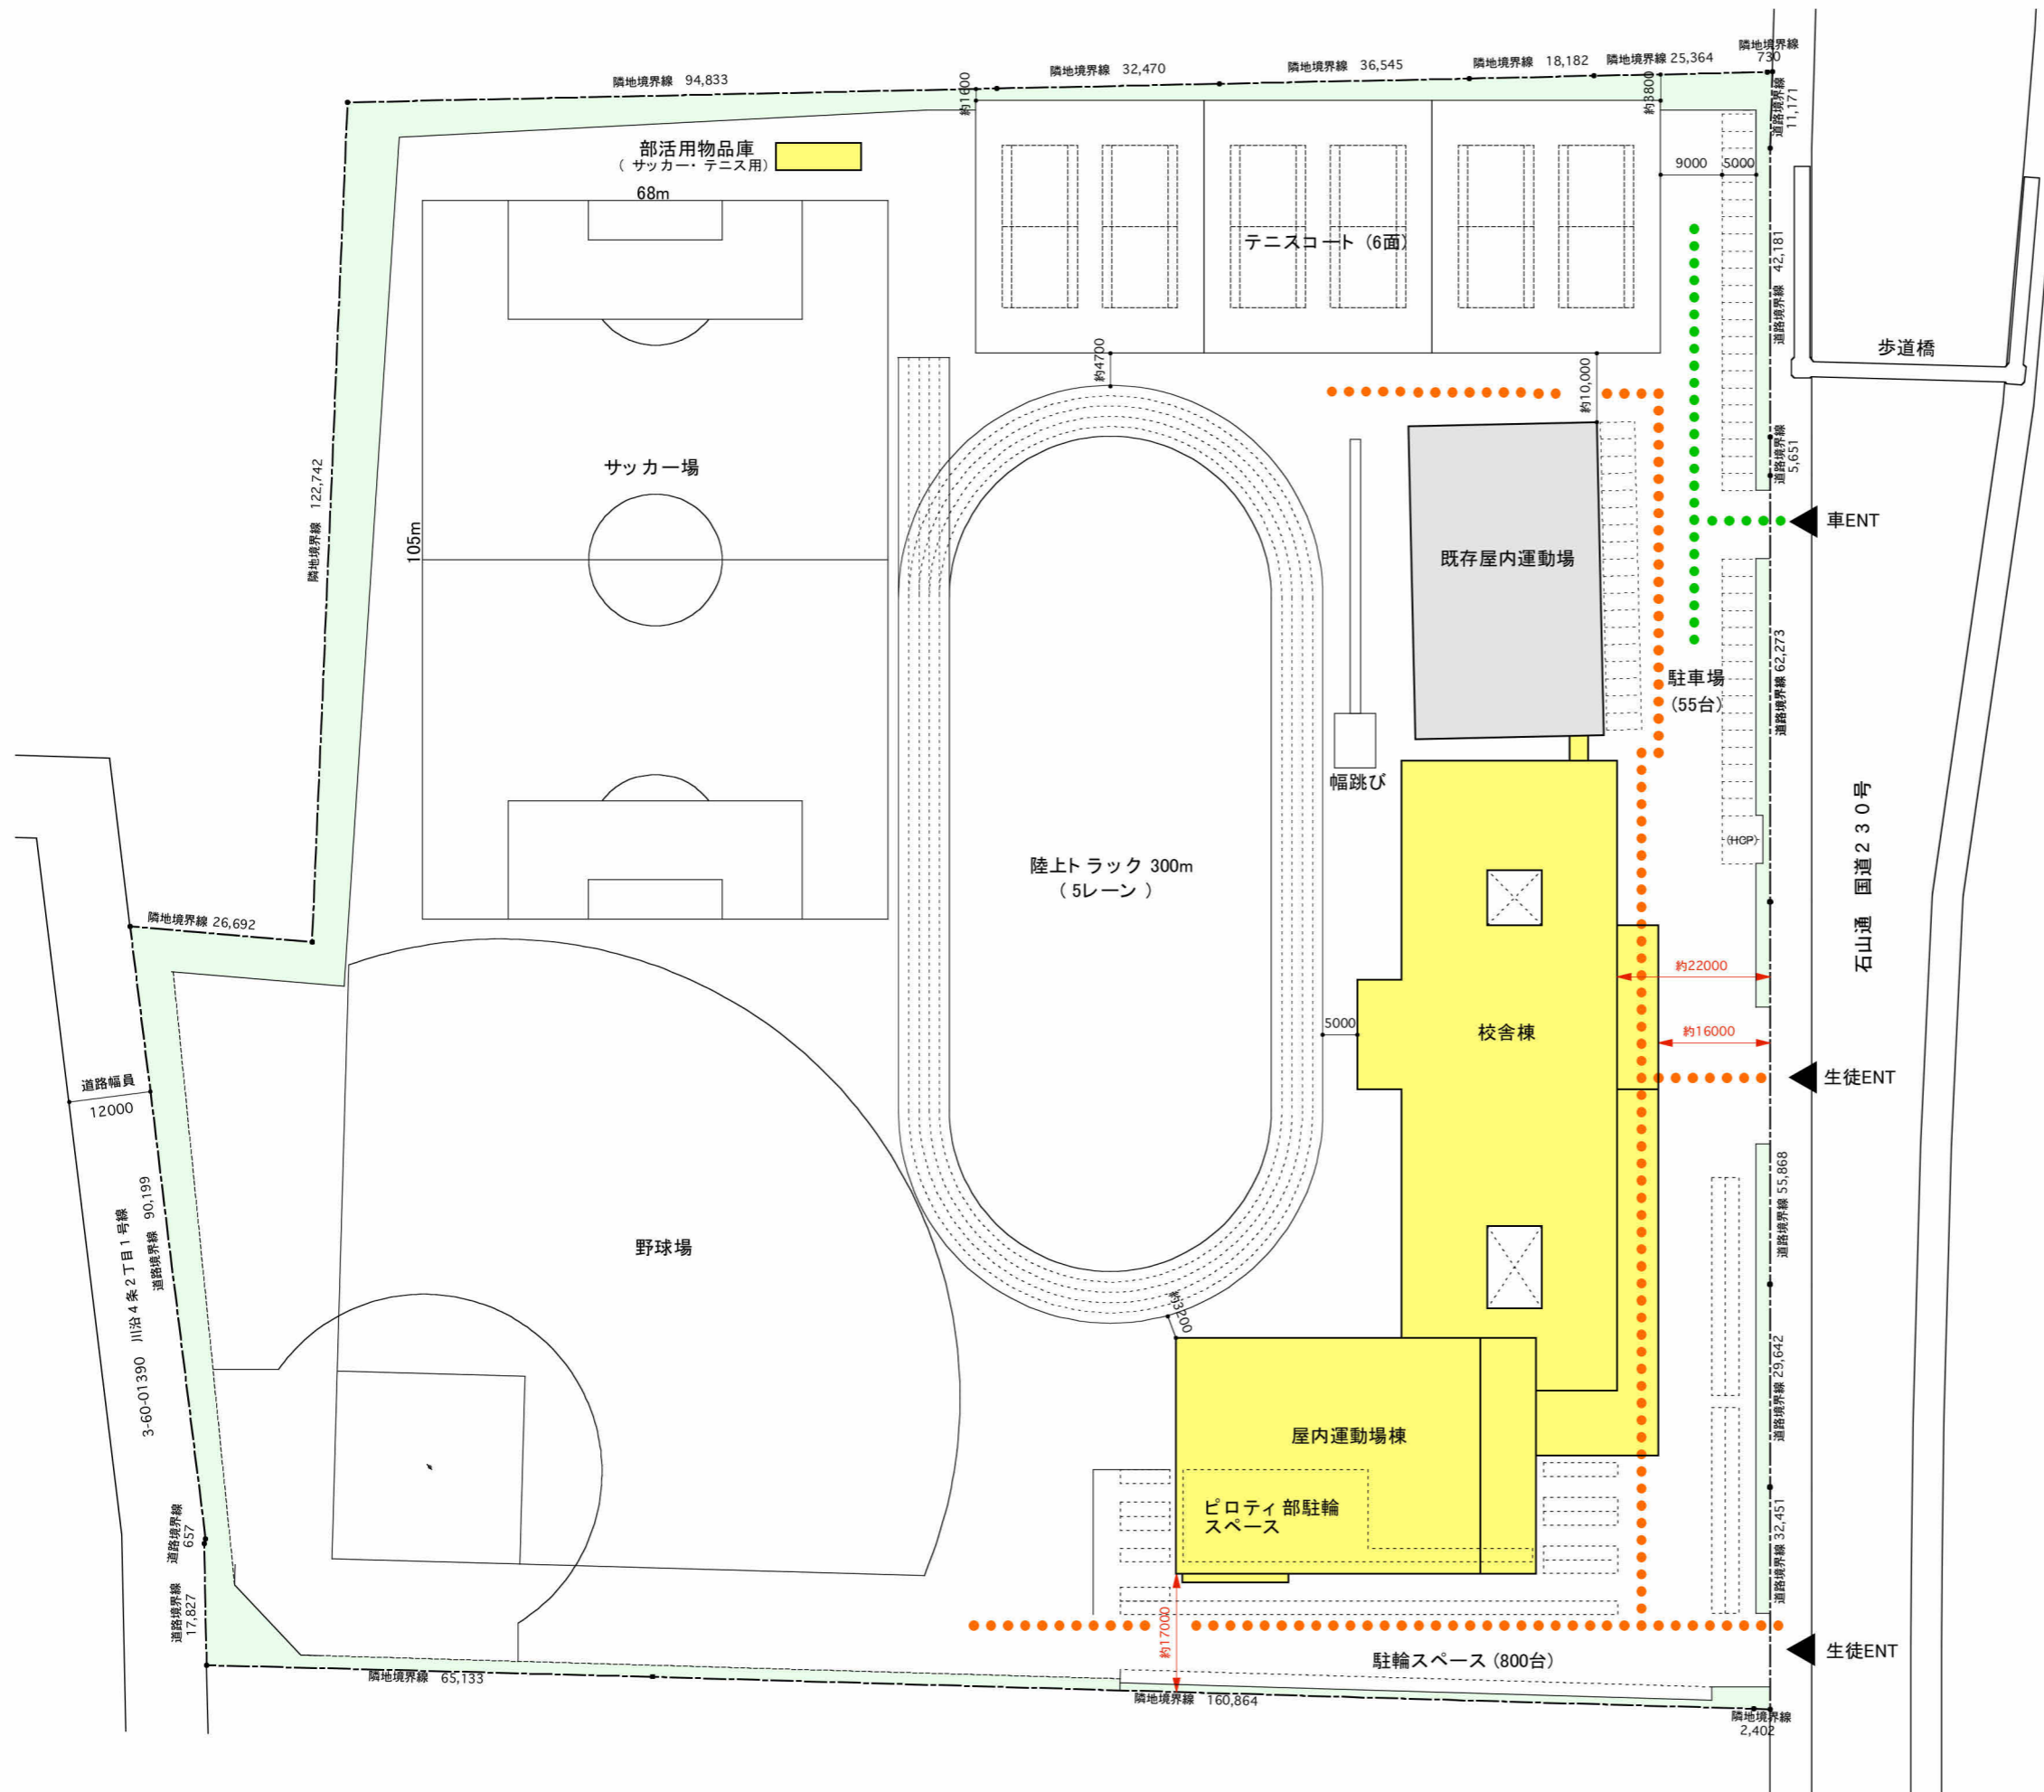 隣地境界線 94,833
隣地境界線 32,470
隣地境界線 36,545
隣地境界線 18,182
隣地境界線 25,364
隣地境界線
730
道路境界線
11,171
約1600
約3800
部活用物品庫
（サッカー・テニス用）
68m
9000
5000
テニスコート（6面）
道路境界線 42,181
歩道橋
約4700
約10,000
道路境界線
5,651
サッカー場
隣地境界線 122,742
105m
車ENT
既存屋内運動場
道路境界線 62,273
駐車場
（55台）
幅跳び
(HCP)
石山通 国道２３０号
陸上トラック 300m
（5レーン）
隣地境界線 26,692
約22000
5000
校舎棟
約16000
生徒ENT
道路幅員
12000
道路境界線 90,199
3-60-01390 川沿４条２丁目１号線
道路境界線 55,868
野球場
約3200
道路境界線 29,642
屋内運動場棟
ピロティ部駐輪
スペース
道路境界線
657
道路境界線 32,451
道路境界線
17,827
約17000
駐輪スペース（800台）
生徒ENT
隣地境界線 65,133
隣地境界線 160,864
隣地境界線
2,402